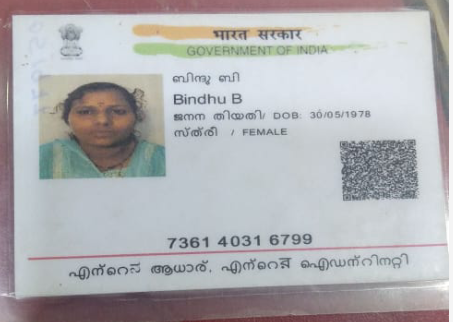 भारत सरकार
GOVERNMENT OF INDIA
ബിന്ദു ബി
Bindhu B
ജനന തിയതി/ DOB: 30/05/1978
സ്ത്രീ / FEMALE
7361 4031 6799
എന്റെ ആധാർ, എന്റെ ഐഡന്റിറ്റി